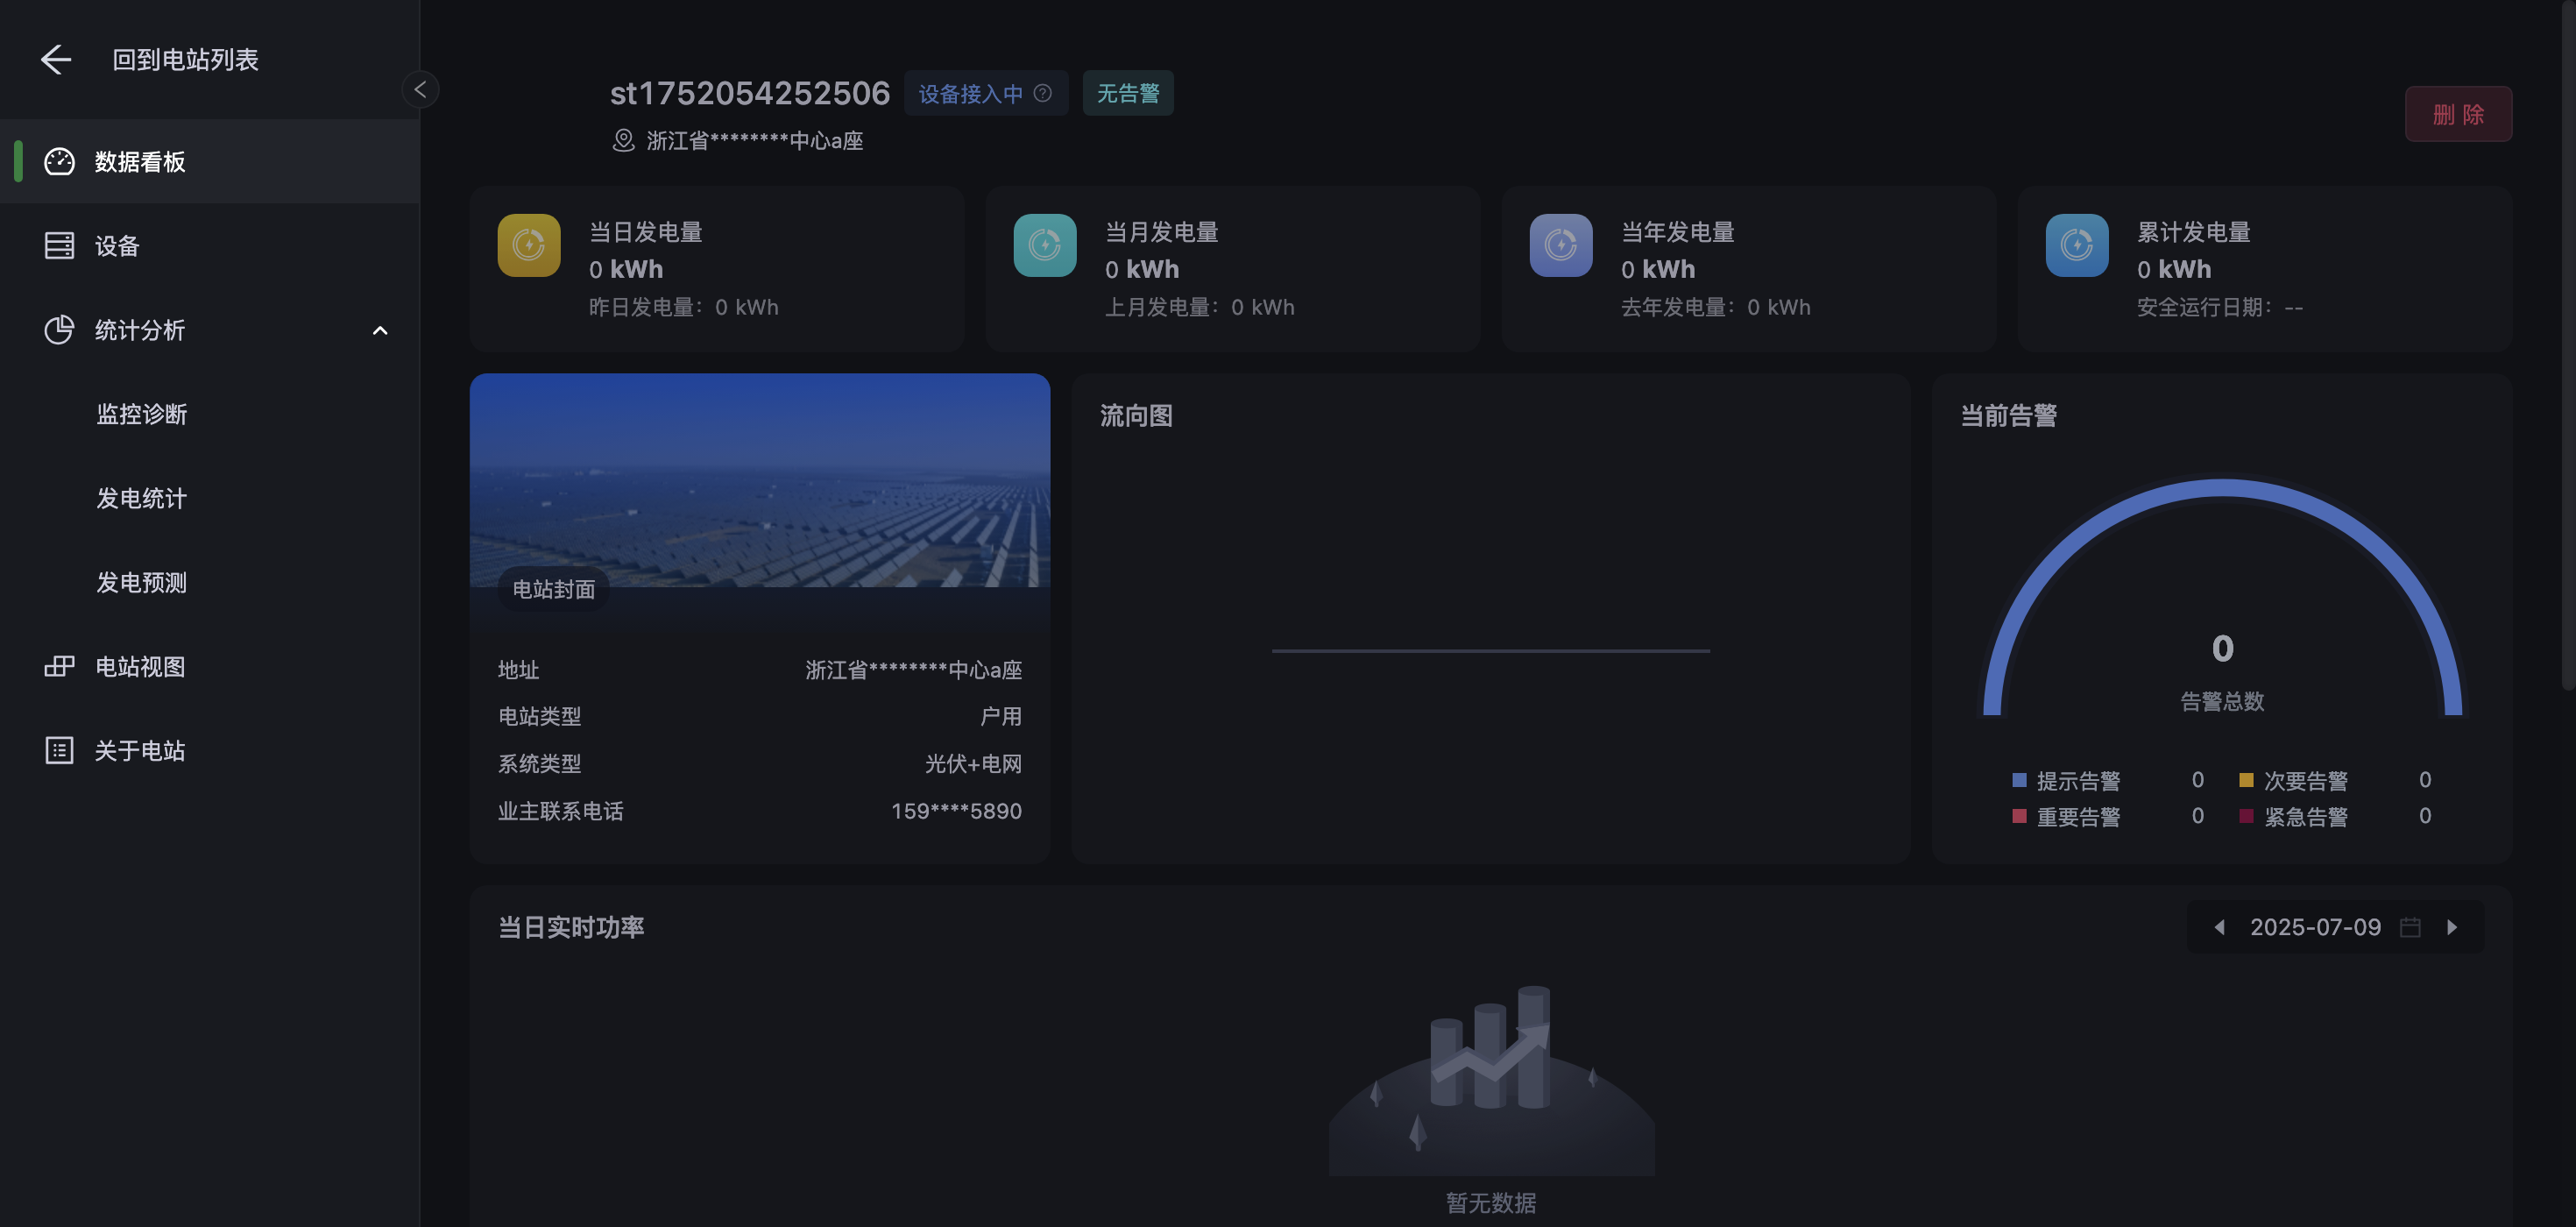 回到电站列表
数据看板
设备
统计分析
监控诊断
发电统计
发电预测
电站视图
关于电站
st1752054252506 设备接入中 无告警
浙江省********中心a座
删 除
当日发电量
0 kWh
昨日发电量：0 kWh
当月发电量
0 kWh
上月发电量：0 kWh
当年发电量
0 kWh
去年发电量：0 kWh
累计发电量
0 kWh
安全运行日期：--
电站封面
地址 浙江省********中心a座
电站类型 户用
系统类型 光伏+电网
业主联系电话 159****5890
流向图
当前告警
0
告警总数
提示告警 0 次要告警 0
重要告警 0 紧急告警 0
当日实时功率
2025-07-09
暂无数据